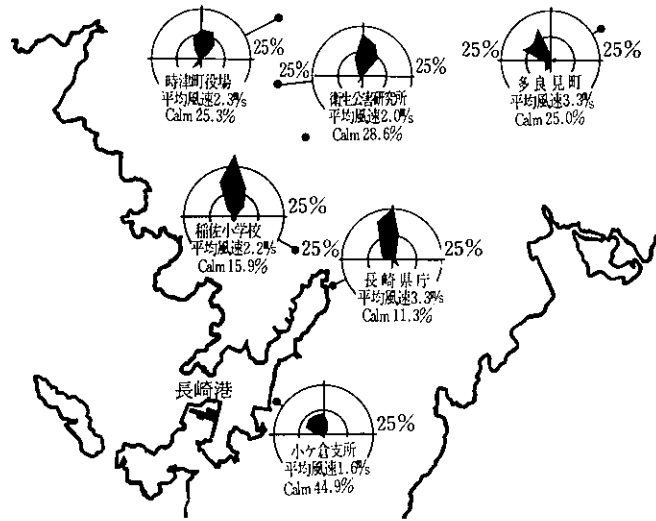 25%
時津町役場
平均風速2.3m/s
Calm 25.3%
25%
25%
衛生公害研究所
平均風速2.0m/s
Calm 28.6%
25%
25%
多良見町
平均風速3.3m/s
Calm 25.0%
25%
稲佐小学校
平均風速2.2m/s
Calm 15.9%
25%
25%
長崎県庁
平均風速3.3m/s
Calm 11.3%
長崎港
25%
小ケ倉支所
平均風速1.6m/s
Calm 44.9%